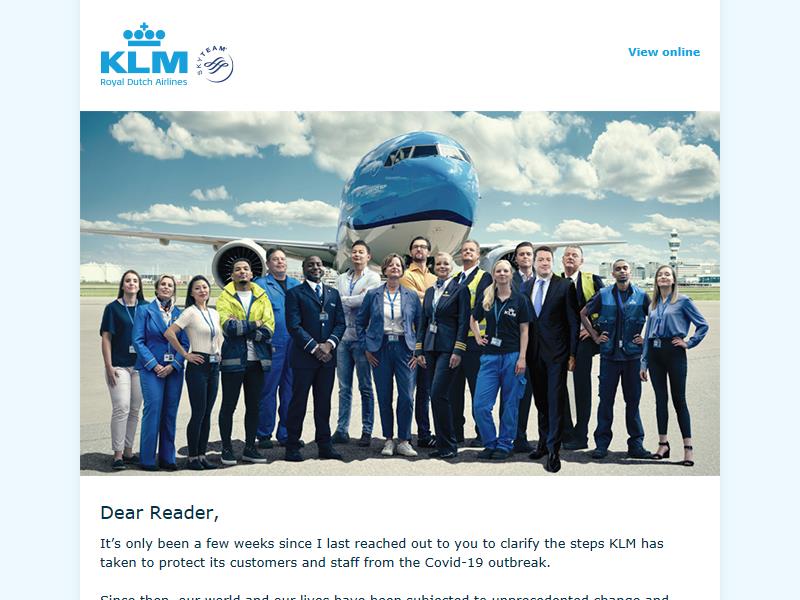 KLM
Royal Dutch Airlines
SKYTEAM
View online
KLM
Dear Reader,
It’s only been a few weeks since I last reached out to you to clarify the steps KLM has
taken to protect its customers and staff from the Covid-19 outbreak.
Since then, our world and our lives have been subjected to unprecedented change and